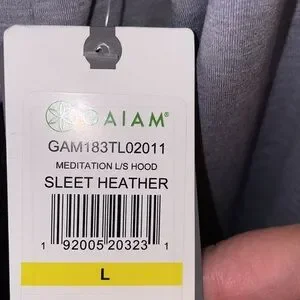 GAIAM®
GAM183TL02011
MEDITATION L/S HOOD
SLEET HEATHER
1 92005 20323 1
L